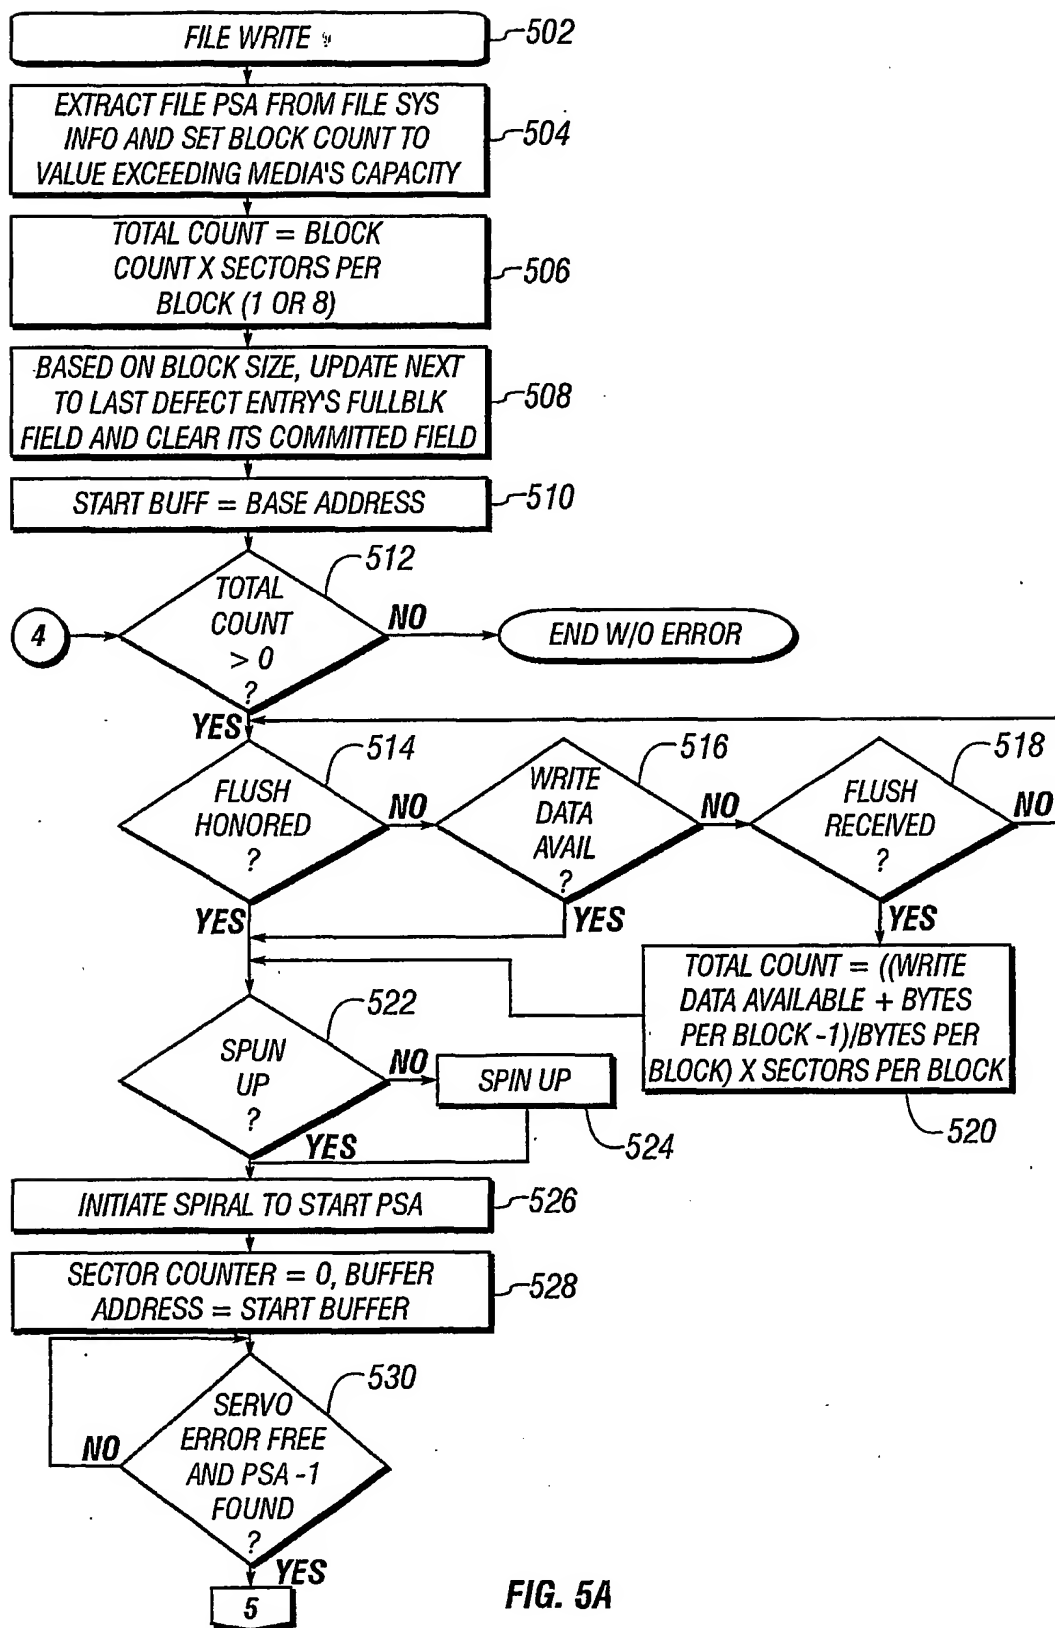 FILE WRITE
502
EXTRACT FILE PSA FROM FILE SYS
INFO AND SET BLOCK COUNT TO
VALUE EXCEEDING MEDIA'S CAPACITY
504
TOTAL COUNT = BLOCK
COUNT X SECTORS PER
BLOCK (1 OR 8)
506
BASED ON BLOCK SIZE, UPDATE NEXT
TO LAST DEFECT ENTRY'S FULLBLK
FIELD AND CLEAR ITS COMMITTED FIELD
508
START BUFF = BASE ADDRESS
510
4
TOTAL
COUNT
> 0
?
512
NO
END W/O ERROR
YES
FLUSH
HONORED
?
514
NO
YES
WRITE
DATA
AVAIL
?
516
NO
YES
FLUSH
RECEIVED
?
518
NO
YES
TOTAL COUNT = ((WRITE
DATA AVAILABLE + BYTES
PER BLOCK -1)/BYTES PER
BLOCK) X SECTORS PER BLOCK
520
SPUN
UP
?
522
NO
SPIN UP
524
YES
INITIATE SPIRAL TO START PSA
526
SECTOR COUNTER = 0, BUFFER
ADDRESS = START BUFFER
528
SERVO
ERROR FREE
AND PSA -1
FOUND
?
530
NO
YES
5
FIG. 5A